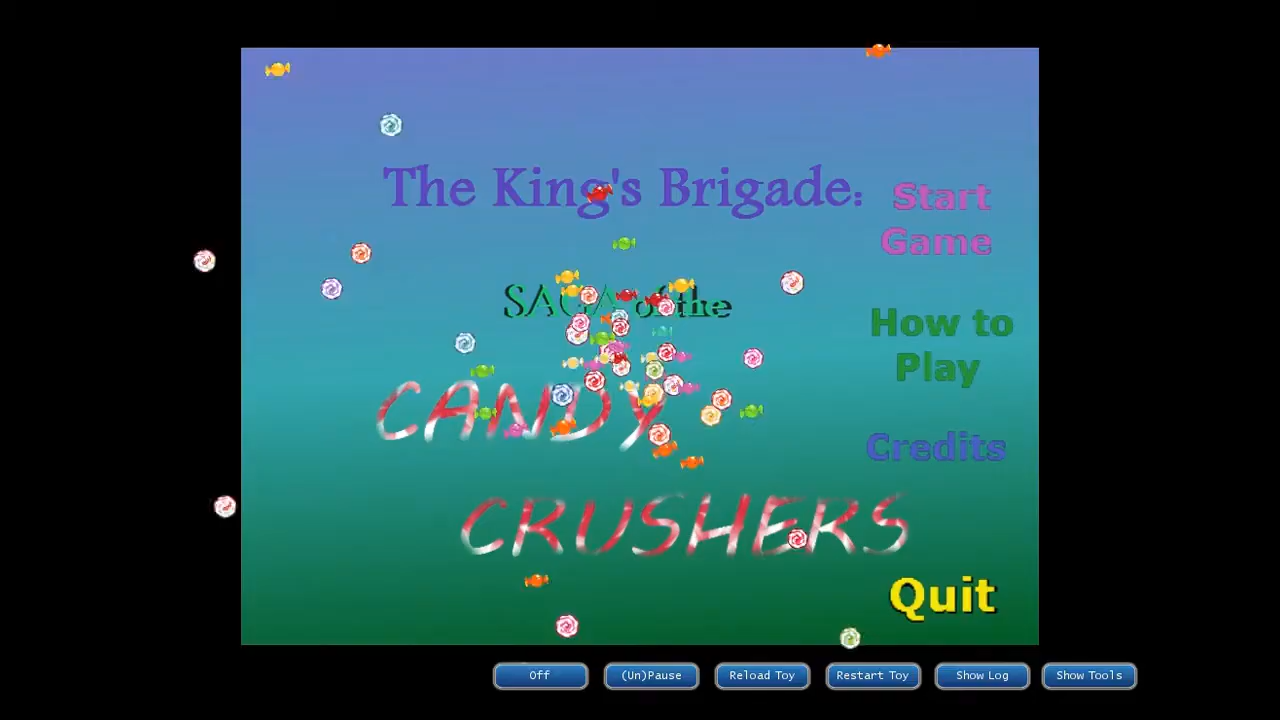 The King's Brigade:
SAGA of the
CANDY
CRUSHERS
Start
Game
How to
Play
Credits
Quit
Off
(Un)Pause
Reload Toy
Restart Toy
Show Log
Show Tools